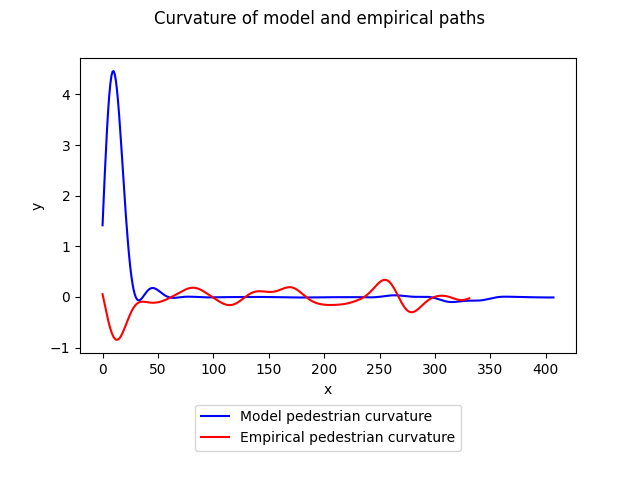 Curvature of model and empirical paths
4
3
2
1
0
−1
y
0 50 100 150 200 250 300 350 400
x
Model pedestrian curvature
Empirical pedestrian curvature